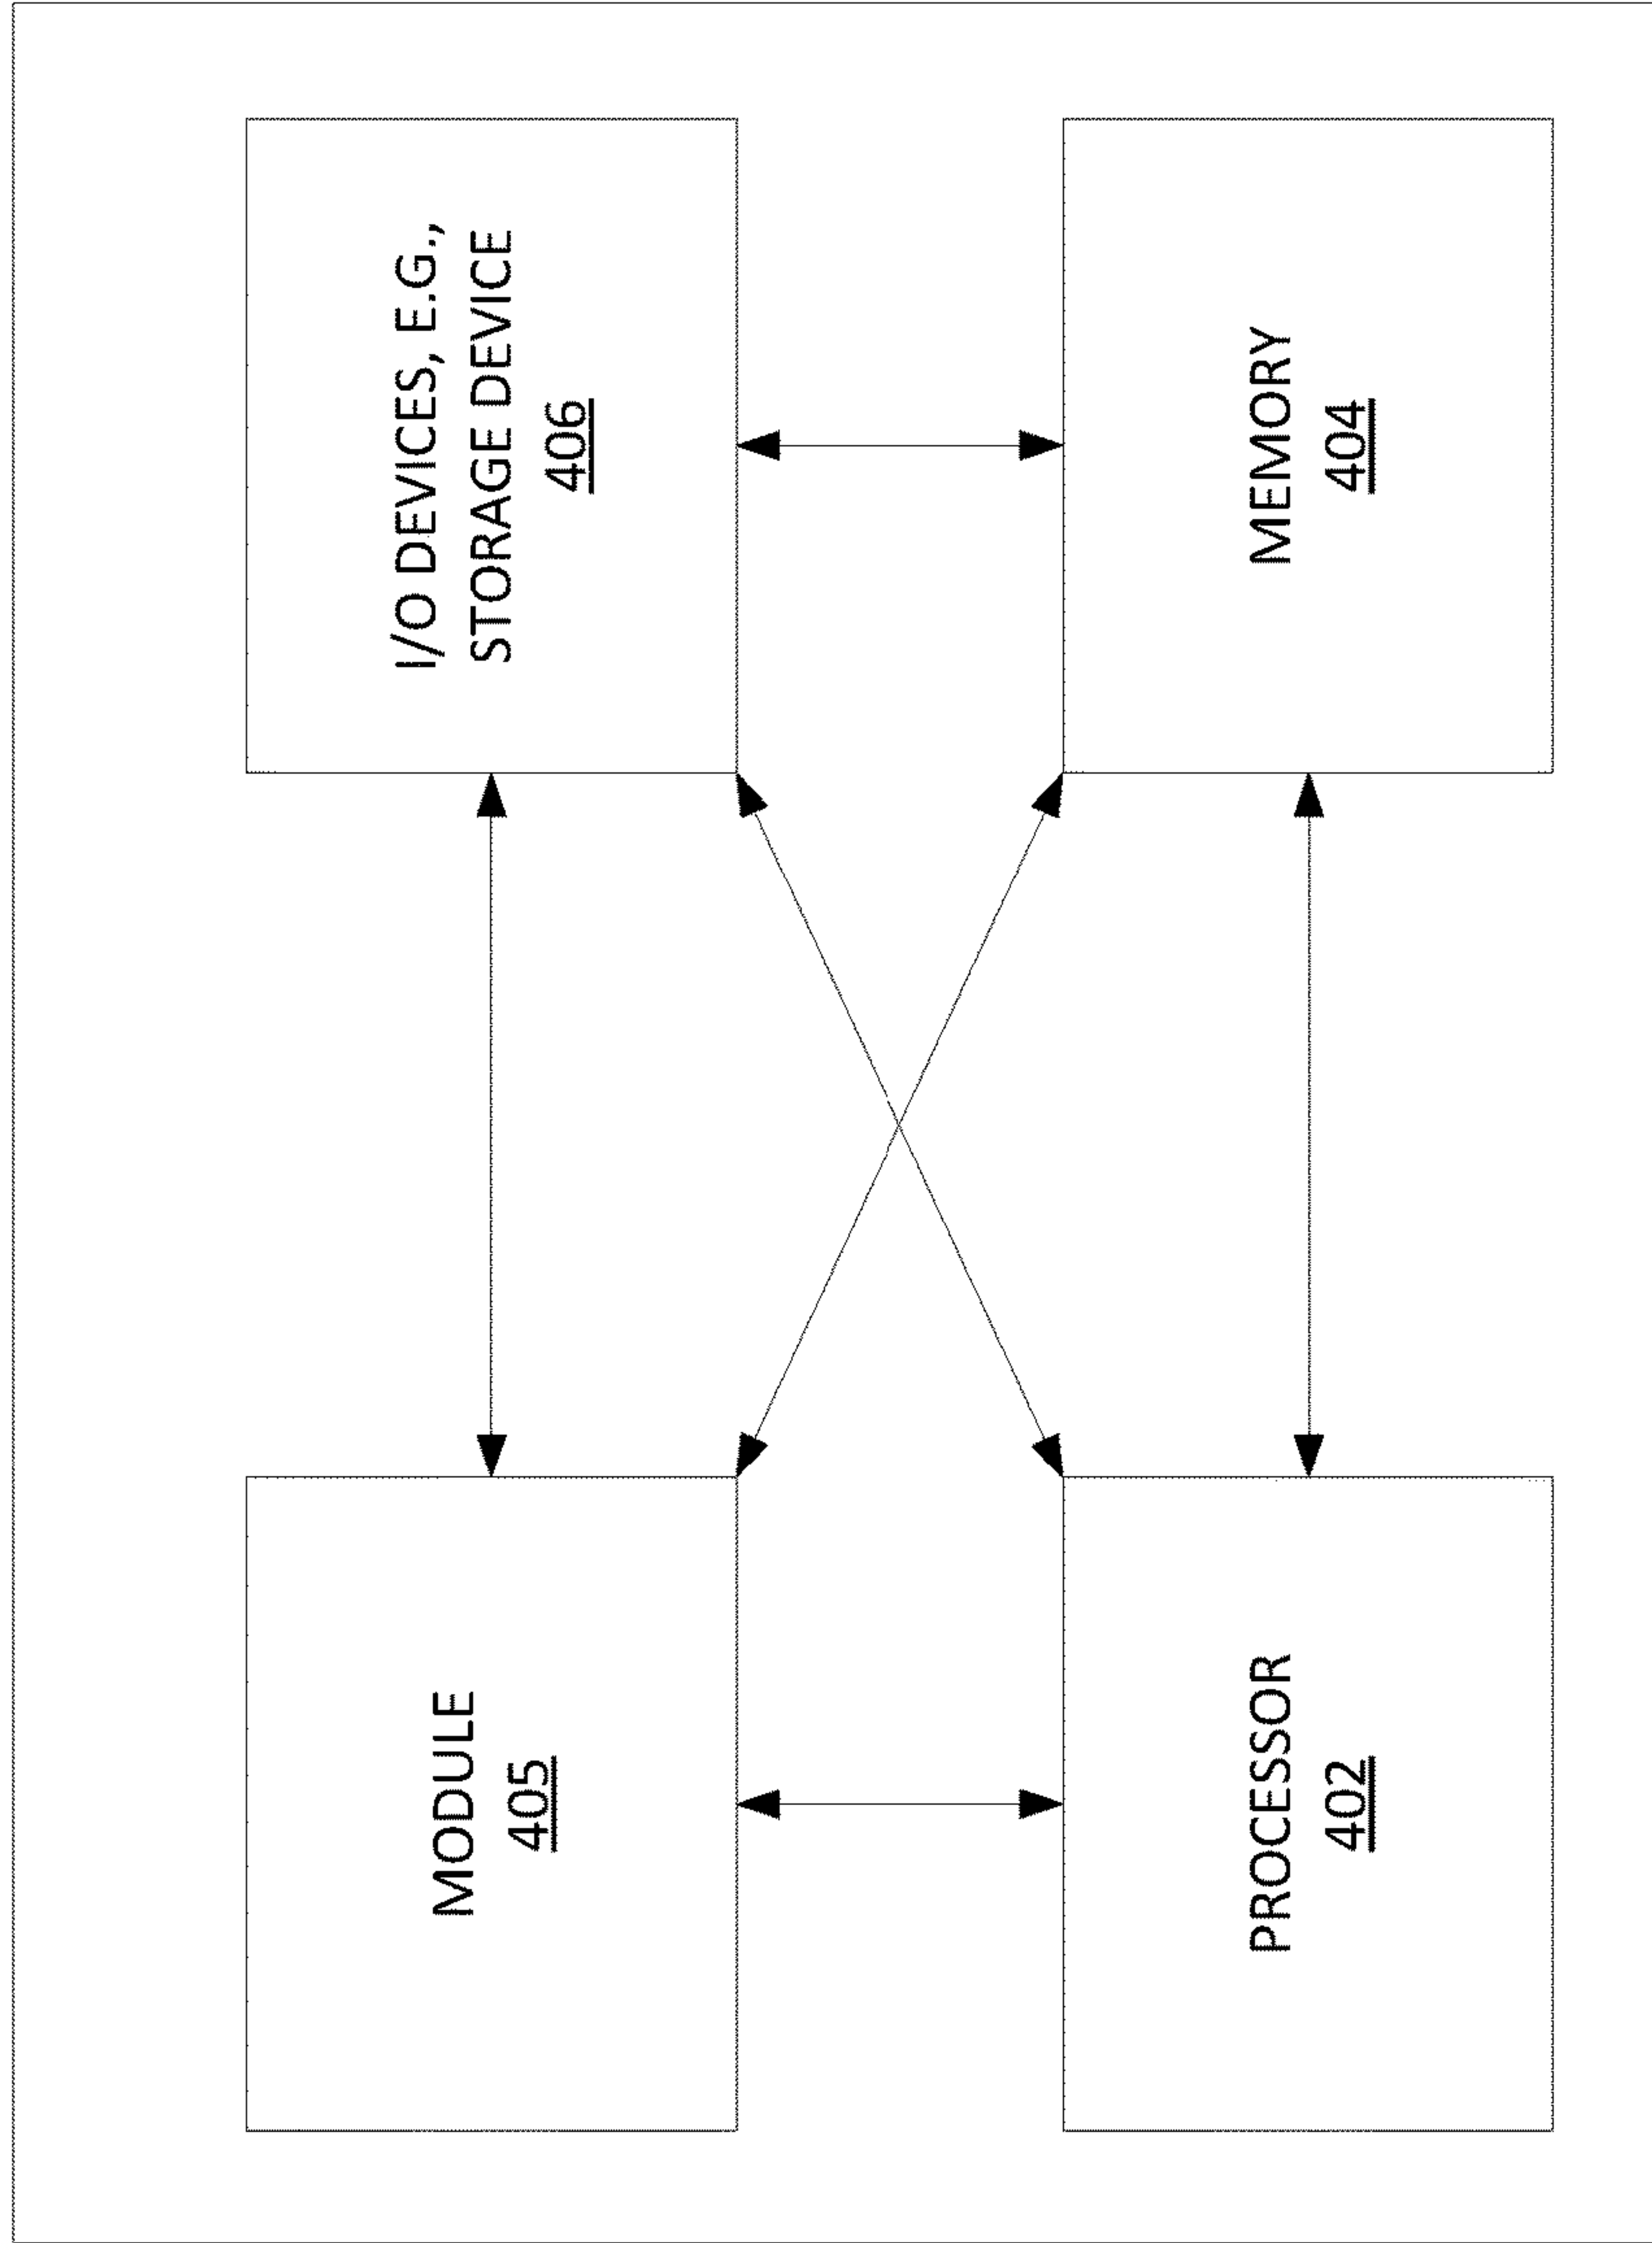 MODULE
405
I/O DEVICES, E.G.,
STORAGE DEVICE
406
PROCESSOR
402
MEMORY
404